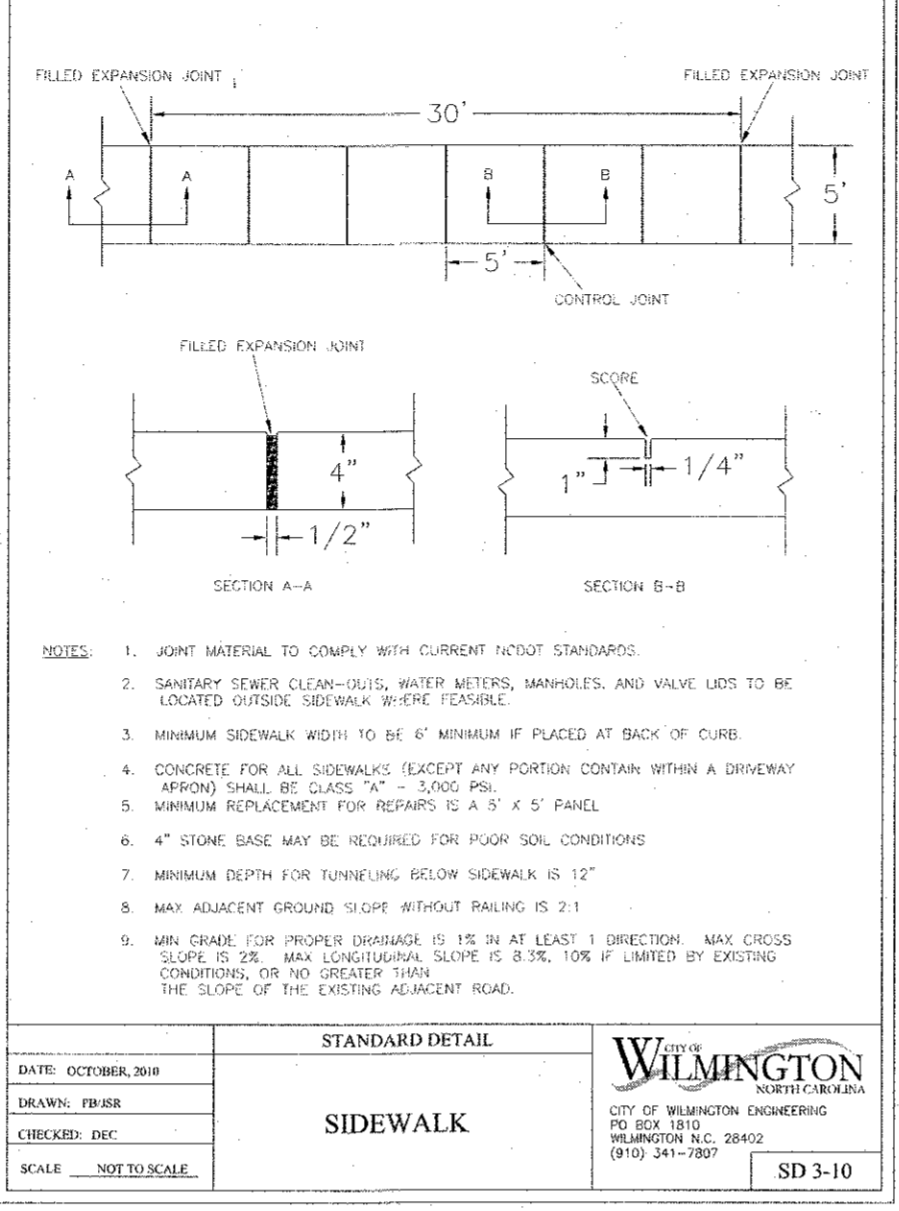 FILLED EXPANSION JOINT
FILLED EXPANSION JOINT
30'
A
A
B
B
5'
5'
CONTROL JOINT
FILLED EXPANSION JOINT
SCORE
4"
1"
1/4"
1/2"
SECTION A-A
SECTION B-B
NOTES:
1. JOINT MATERIAL TO COMPLY WITH CURRENT NCDOT STANDARDS.
2. SANITARY SEWER CLEAN-OUTS, WATER METERS, MANHOLES, AND VALVE LIDS TO BE
LOCATED OUTSIDE SIDEWALK WHERE FEASIBLE.
3. MINIMUM SIDEWALK WIDTH TO BE 6' MINIMUM IF PLACED AT BACK OF CURB.
4. CONCRETE FOR ALL SIDEWALKS (EXCEPT ANY PORTION CONTAIN WITHIN A DRIVEWAY
APRON) SHALL BE CLASS "A" - 3,000 PSI.
5. MINIMUM REPLACEMENT FOR REPAIRS IS A 5' X 5' PANEL
6. 4" STONE BASE MAY BE REQUIRED FOR POOR SOIL CONDITIONS
7. MINIMUM DEPTH FOR TUNNELING BELOW SIDEWALK IS 12"
8. MAX ADJACENT GROUND SLOPE WITHOUT RAILING IS 2:1
9. MIN GRADE FOR PROPER DRAINAGE IS 1% IN AT LEAST 1 DIRECTION. MAX CROSS
SLOPE IS 2%. MAX LONGITUDINAL SLOPE IS 8.3%, 10% IF LIMITED BY EXISTING
CONDITIONS, OR NO GREATER THAN
THE SLOPE OF THE EXISTING ADJACENT ROAD.
DATE: OCTOBER, 2010
DRAWN: PB/JSR
CHECKED: DEC
SCALE NOT TO SCALE
STANDARD DETAIL
SIDEWALK
CITY OF
WILMINGTON
NORTH CAROLINA
CITY OF WILMINGTON ENGINEERING
PO BOX 1810
WILMINGTON N.C. 28402
(910) 341-7807
SD 3-10